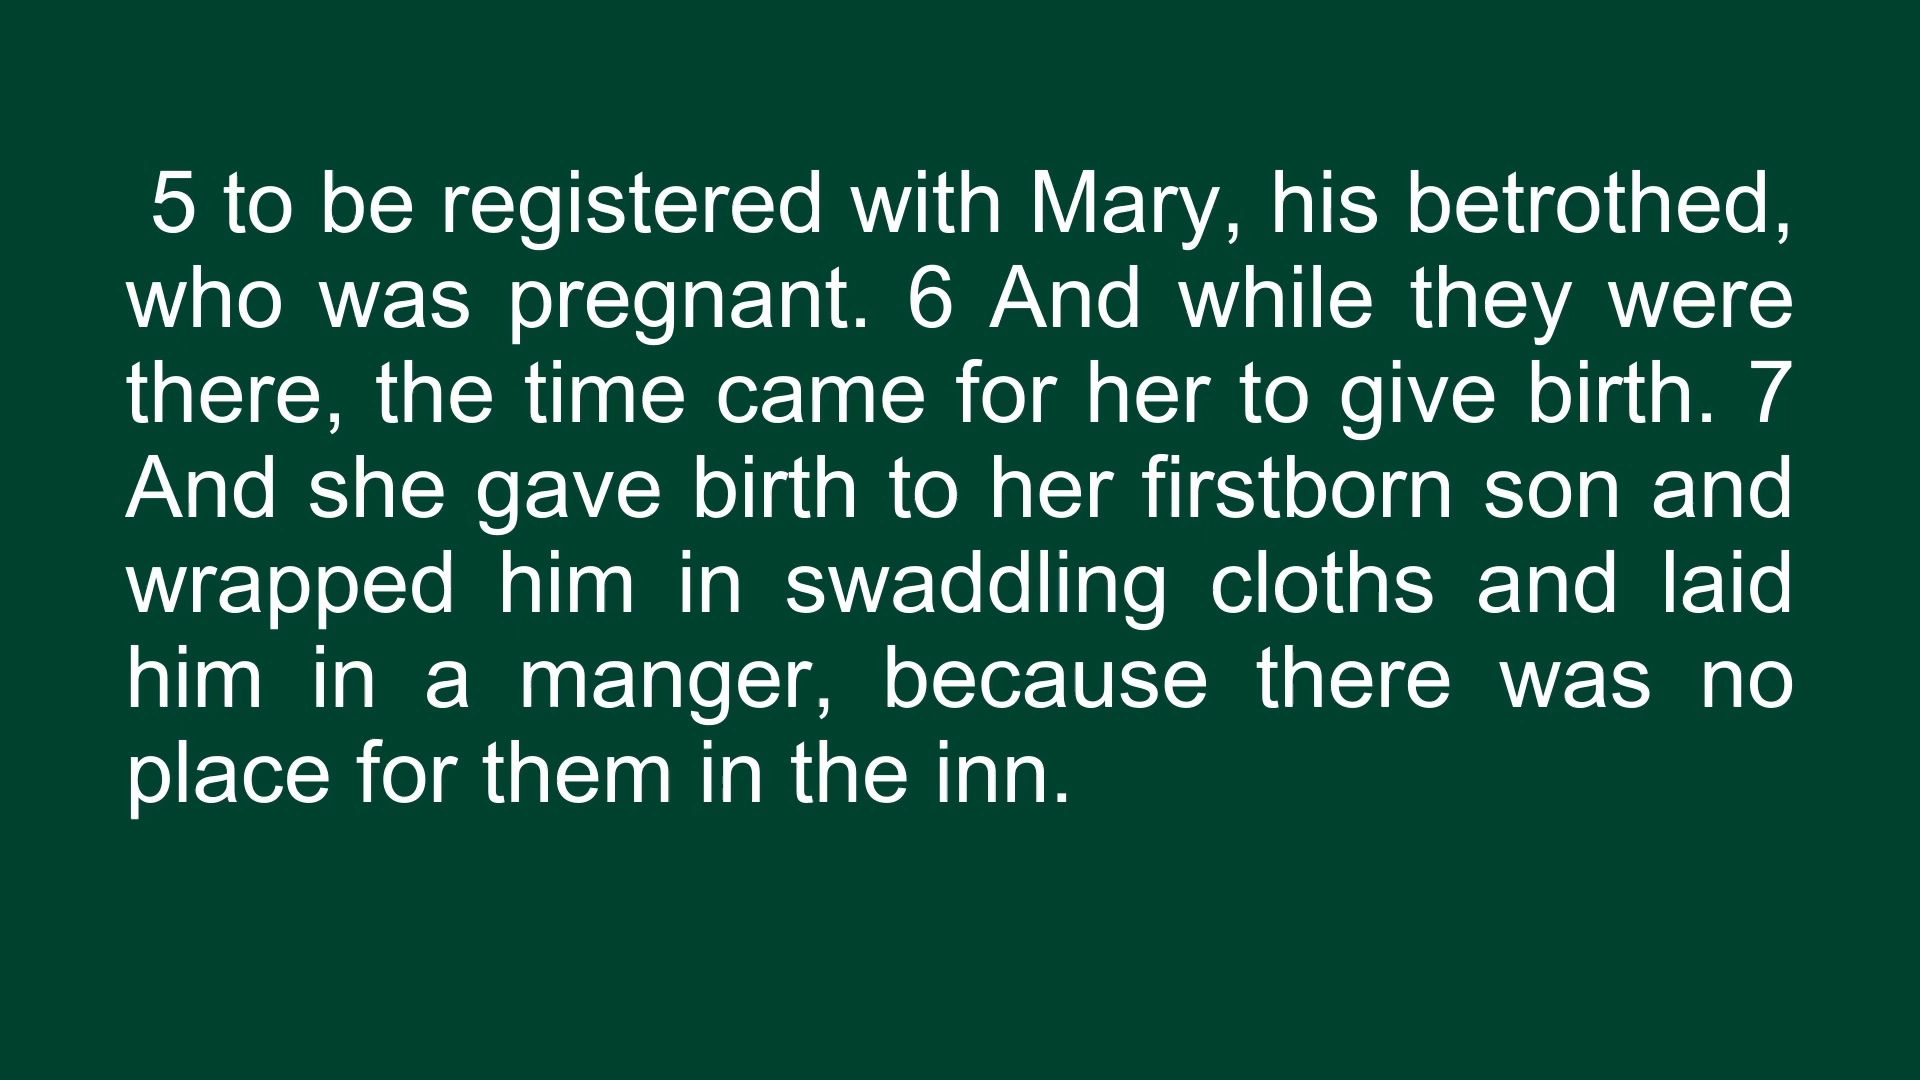 5 to be registered with Mary, his betrothed,
who was pregnant. 6 And while they were
there, the time came for her to give birth. 7
And she gave birth to her firstborn son and
wrapped him in swaddling cloths and laid
him in a manger, because there was no
place for them in the inn.